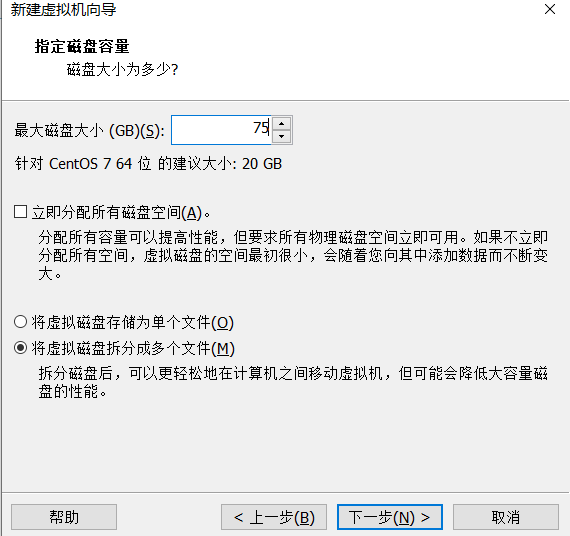 新建虚拟机向导
指定磁盘容量
磁盘大小为多少?
最大磁盘大小 (GB)(S): 75
针对 CentOS 7 64 位 的建议大小: 20 GB
立即分配所有磁盘空间(A)。
分配所有容量可以提高性能，但要求所有物理磁盘空间立即可用。如果不立即
分配所有空间，虚拟磁盘的空间最初很小，会随着您向其中添加数据而不断变
大。
将虚拟磁盘存储为单个文件(O)
将虚拟磁盘拆分成多个文件(M)
拆分磁盘后，可以更轻松地在计算机之间移动虚拟机，但可能会降低大容量磁
盘的性能。
帮助 < 上一步(B) 下一步(N) > 取消